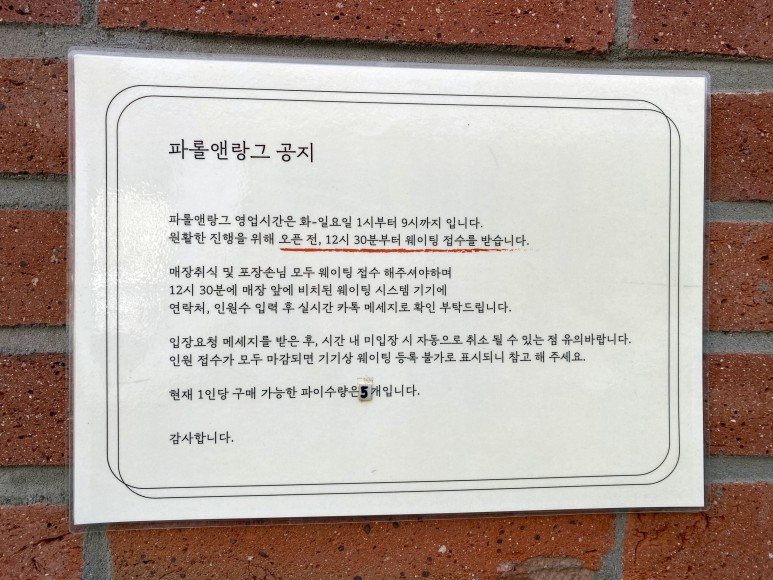 파롤앤랑그 공지
파롤앤랑그 영업시간은 화-일요일 1시부터 9시까지 입니다.
원활한 진행을 위해 오픈 전, 12시 30분부터 웨이팅 접수를 받습니다.
매장취식 및 포장손님 모두 웨이팅 접수 해주셔야하며
12시 30분에 매장 앞에 비치된 웨이팅 시스템 기기에
연락처, 인원수 입력 후 실시간 카톡 메세지로 확인 부탁드립니다.
입장요청 메세지를 받은 후, 시간 내 미입장 시 자동으로 취소 될 수 있는 점 유의바랍니다.
인원 접수가 모두 마감되면 기기상 웨이팅 등록 불가로 표시되니 참고 해 주세요.
현재 1인당 구매 가능한 파이수량은5개입니다.
감사합니다.